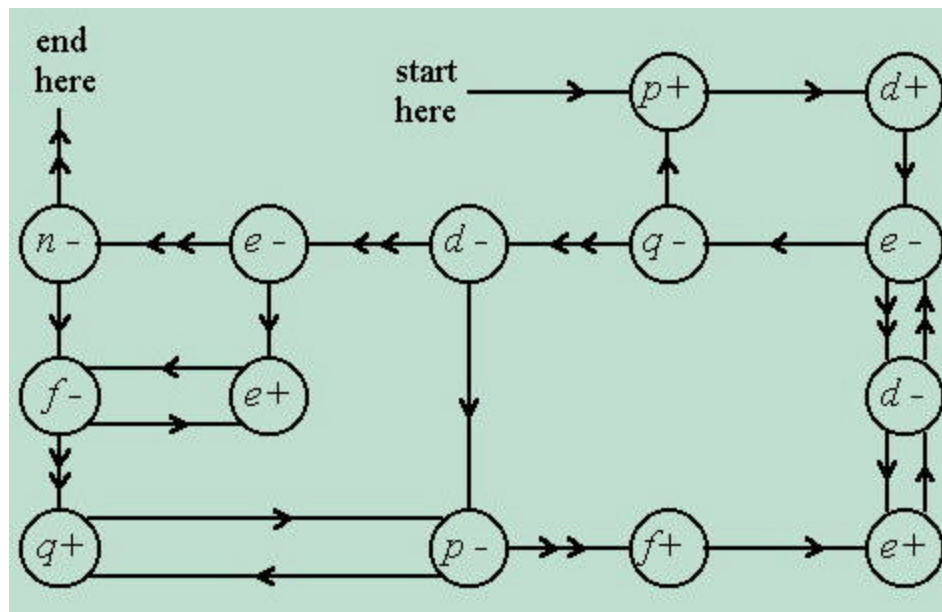 end
here
start
here
p+
d+
n -
e -
d -
q -
e -
f -
e+
d -
q+
p -
f+
e+